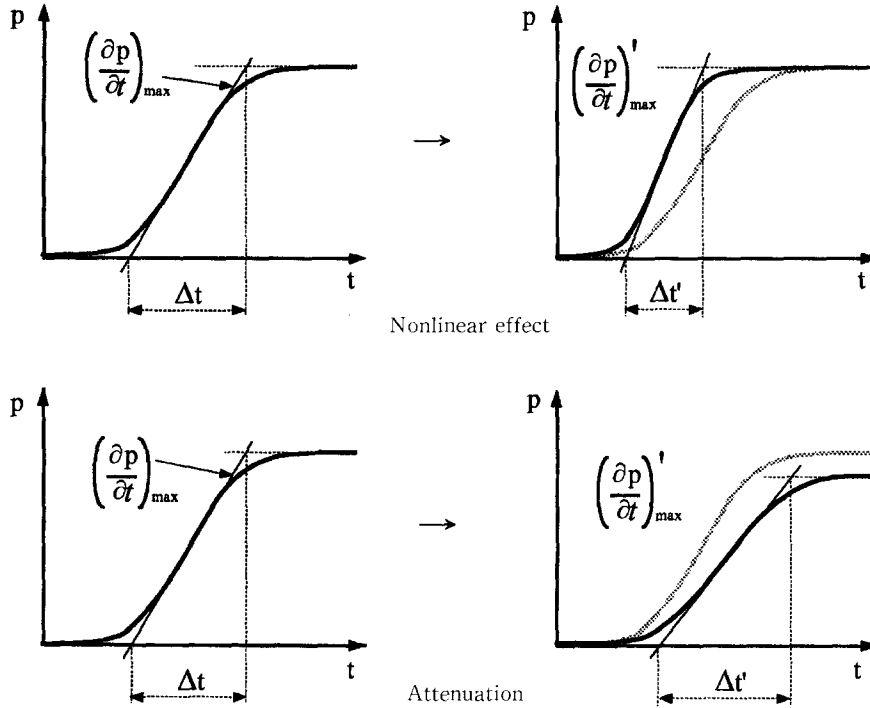 p
(∂p/∂t)max
Δt
t
→
p
(∂p/∂t)'max
Δt'
t
Nonlinear effect
p
(∂p/∂t)max
Δt
t
→
p
(∂p/∂t)'max
Δt'
t
Attenuation